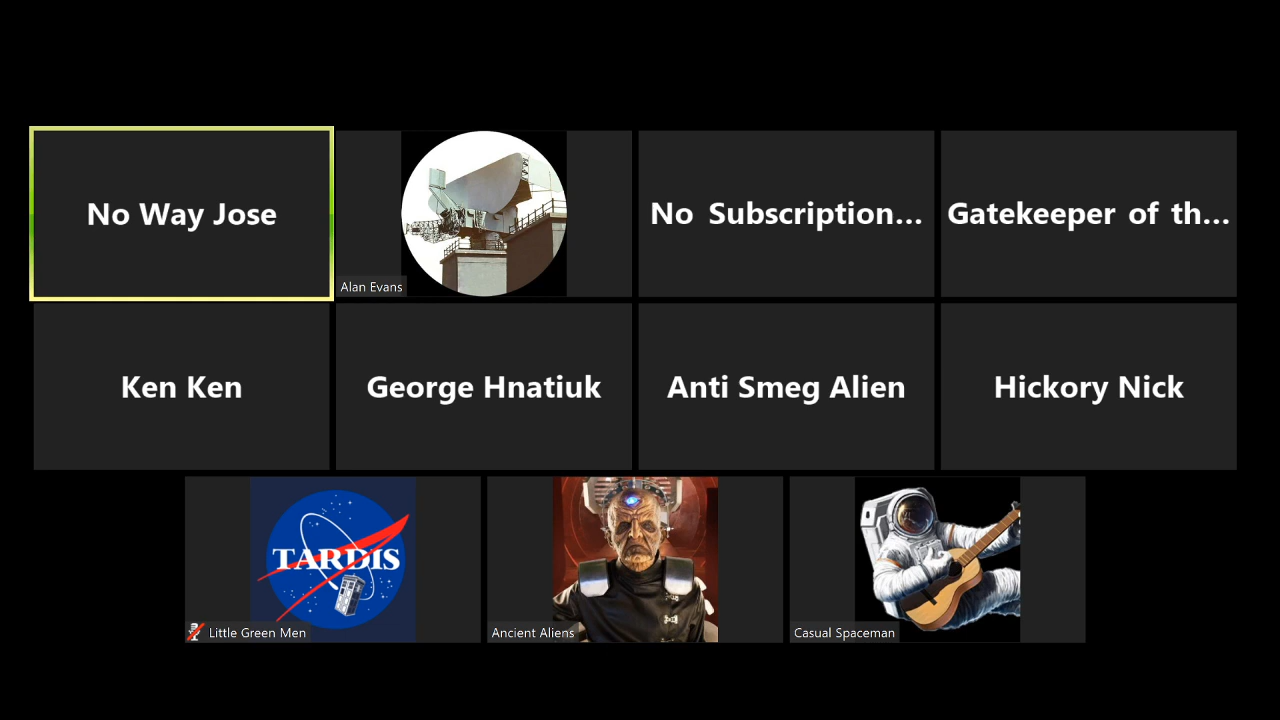 No Way Jose
Alan Evans
No Subscription...
Gatekeeper of th...
Ken Ken
George Hnatiuk
Anti Smeg Alien
Hickory Nick
TARDIS
Little Green Men
Ancient Aliens
Casual Spaceman